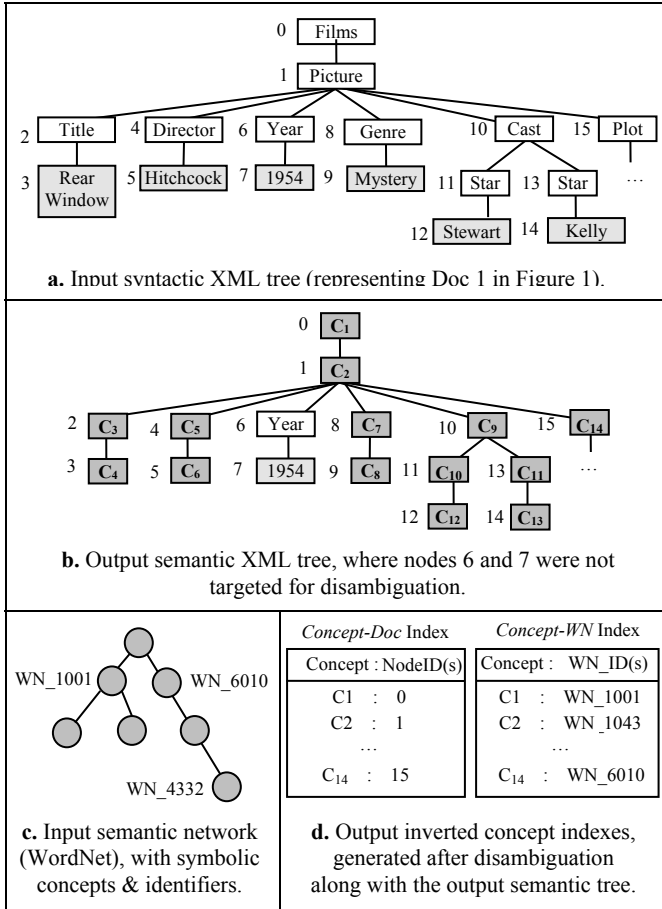 0 Films
1 Picture
2 Title 4 Director 6 Year 8 Genre 10 Cast 15 Plot
3 Rear Window 5 Hitchcock 7 1954 9 Mystery 11 Star 13 Star ...
12 Stewart 14 Kelly
a. Input syntactic XML tree (representing Doc 1 in Figure 1).
0 C1
1 C2
2 C3 4 C5 6 Year 8 C7 10 C9 15 C14
3 C4 5 C6 7 1954 9 C8 11 C10 13 C11 ...
12 C12 14 C13
b. Output semantic XML tree, where nodes 6 and 7 were not
targeted for disambiguation.
WN_1001
WN_6010
WN_4332
c. Input semantic network
(WordNet), with symbolic
concepts & identifiers.
Concept-Doc Index
Concept : NodeID(s)
C1 : 0
C2 : 1
...
C14 : 15
Concept-WN Index
Concept : WN_ID(s)
C1 : WN_1001
C2 : WN_1043
...
C14 : WN_6010
d. Output inverted concept indexes,
generated after disambiguation
along with the output semantic tree.